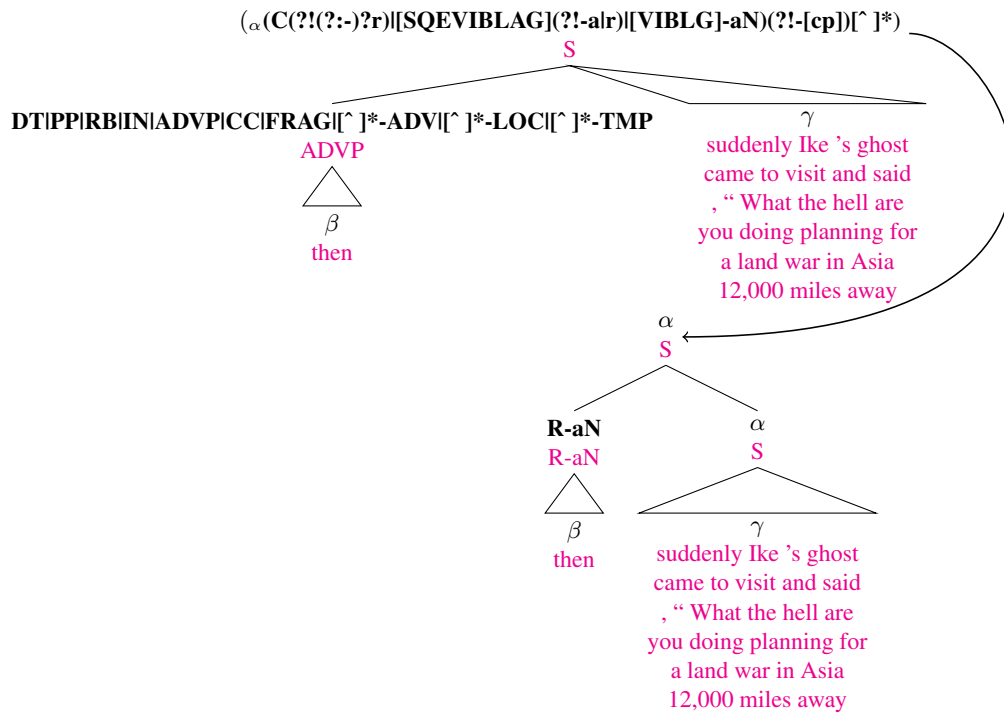 (α(C(?!(?:-)?r)|[SQEVIBLAG](?!-a|r)|[VIBLG]-aN)(?!-[cp])[ˆ ]*)
S
DT|PP|RB|IN|ADVP|CC|FRAG|[ˆ ]*-ADV|[ˆ ]*-LOC|[ˆ ]*-TMP
ADVP
β
then
γ
suddenly Ike ’s ghost
came to visit and said
, “ What the hell are
you doing planning for
a land war in Asia
12,000 miles away
α
S
R-aN
R-aN
β
then
α
S
γ
suddenly Ike ’s ghost
came to visit and said
, “ What the hell are
you doing planning for
a land war in Asia
12,000 miles away